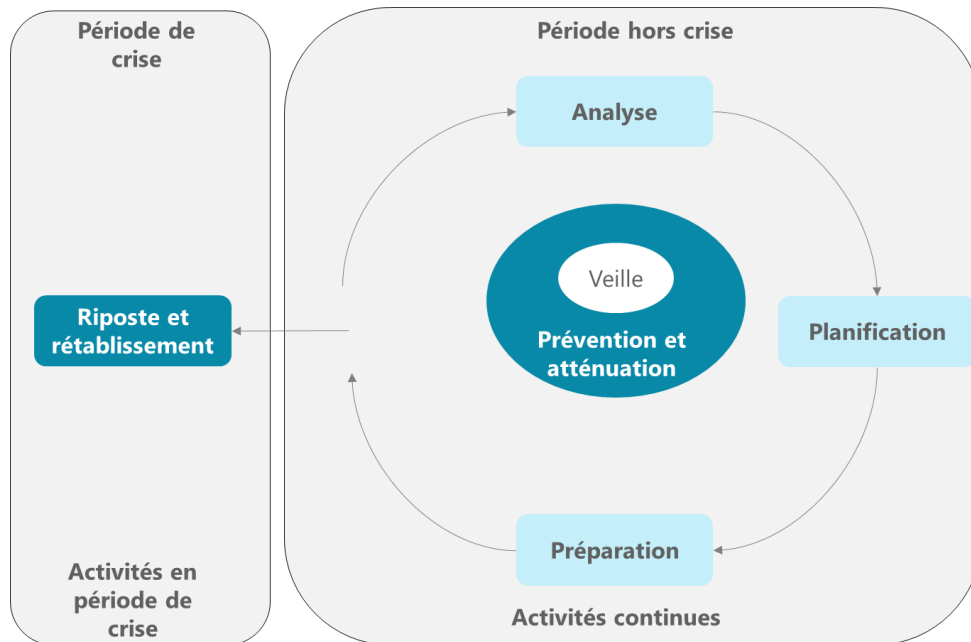 Période de
crise
Période hors crise
Analyse
Veille
Riposte et
rétablissement
Prévention et
atténuation
Planification
Préparation
Activités en
période de
crise
Activités continues